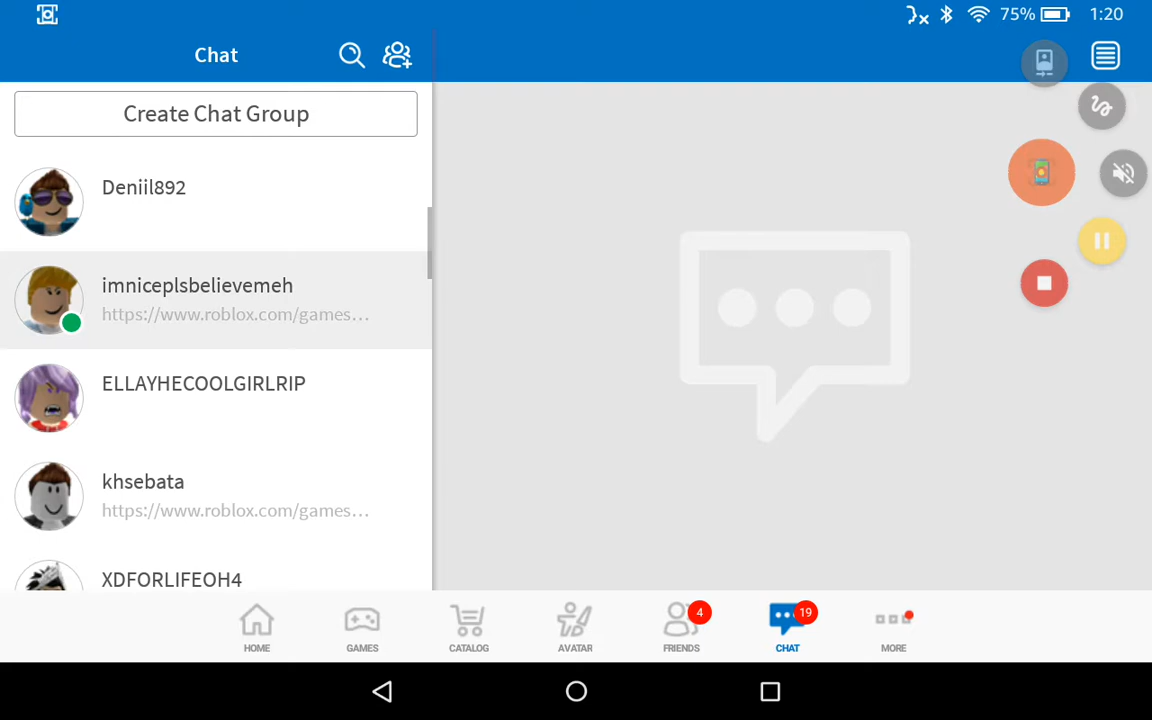 75% 1:20
Chat
Create Chat Group
Deniil892
imniceplsbelievemeh
https://www.roblox.com/games...
ELLAYHECOOLGIRLRIP
khsebata
https://www.roblox.com/games...
XDFORLIFEOH4
4 19
HOME GAMES CATALOG AVATAR FRIENDS CHAT MORE